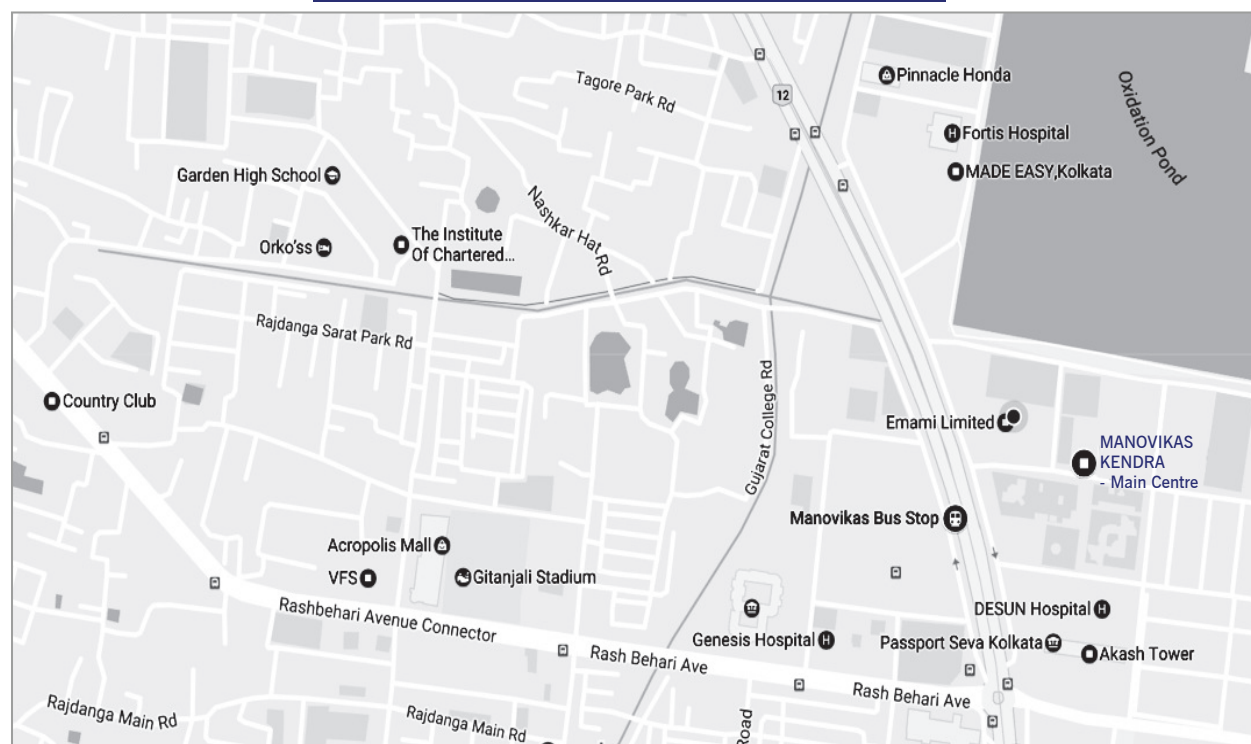 Pinnacle Honda
Tagore Park Rd
12
Oxidation Pond
Fortis Hospital
MADE EASY,Kolkata
Garden High School
Nashkar Hat Rd
Orko'ss
The Institute
Of Chartered...
Rajdanga Sarat Park Rd
Country Club
Gujarat College Rd
Emami Limited
MANOVIKAS
KENDRA
- Main Centre
Manovikas Bus Stop
Acropolis Mall
VFS
Gitanjali Stadium
Rashbehari Avenue Connector
DESUN Hospital
Genesis Hospital
Passport Seva Kolkata
Akash Tower
Rash Behari Ave
Rash Behari Ave
Rajdanga Main Rd
Rajdanga Main Rd
Road